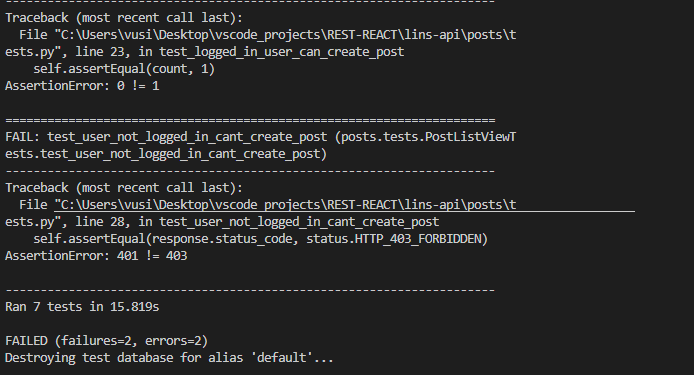 ----------------------------------------------------------------------
Traceback (most recent call last):
  File "C:\Users\vusi\Desktop\vscode_projects\REST-REACT\lins-api\posts\t
ests.py", line 23, in test_logged_in_user_can_create_post
    self.assertEqual(count, 1)
AssertionError: 0 != 1

======================================================================
FAIL: test_user_not_logged_in_cant_create_post (posts.tests.PostListViewT
ests.test_user_not_logged_in_cant_create_post)
----------------------------------------------------------------------
Traceback (most recent call last):
  File "C:\Users\vusi\Desktop\vscode_projects\REST-REACT\lins-api\posts\t
ests.py", line 28, in test_user_not_logged_in_cant_create_post
    self.assertEqual(response.status_code, status.HTTP_403_FORBIDDEN)
AssertionError: 401 != 403

----------------------------------------------------------------------
Ran 7 tests in 15.819s

FAILED (failures=2, errors=2)
Destroying test database for alias 'default'...